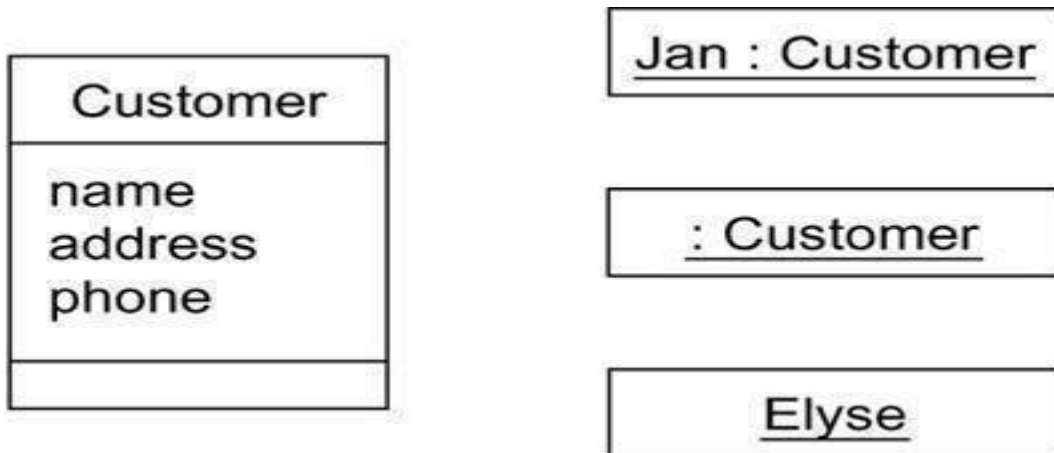 Customer
name
address
phone
Jan : Customer
: Customer
Elyse